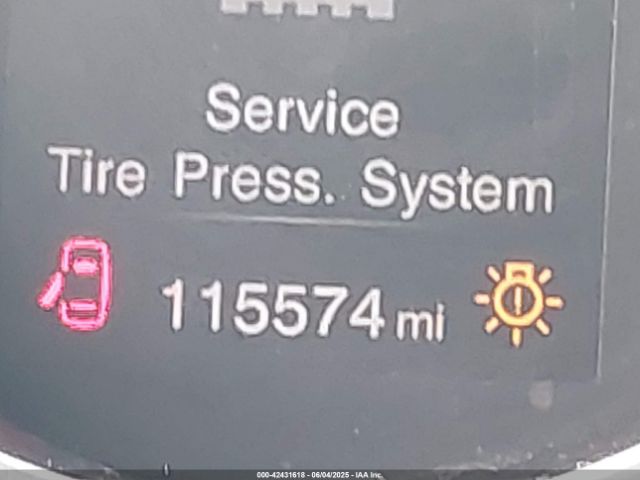 Service
Tire Press. System
115574 mi
000-42431618 - 06/04/2025 - IAA Inc.